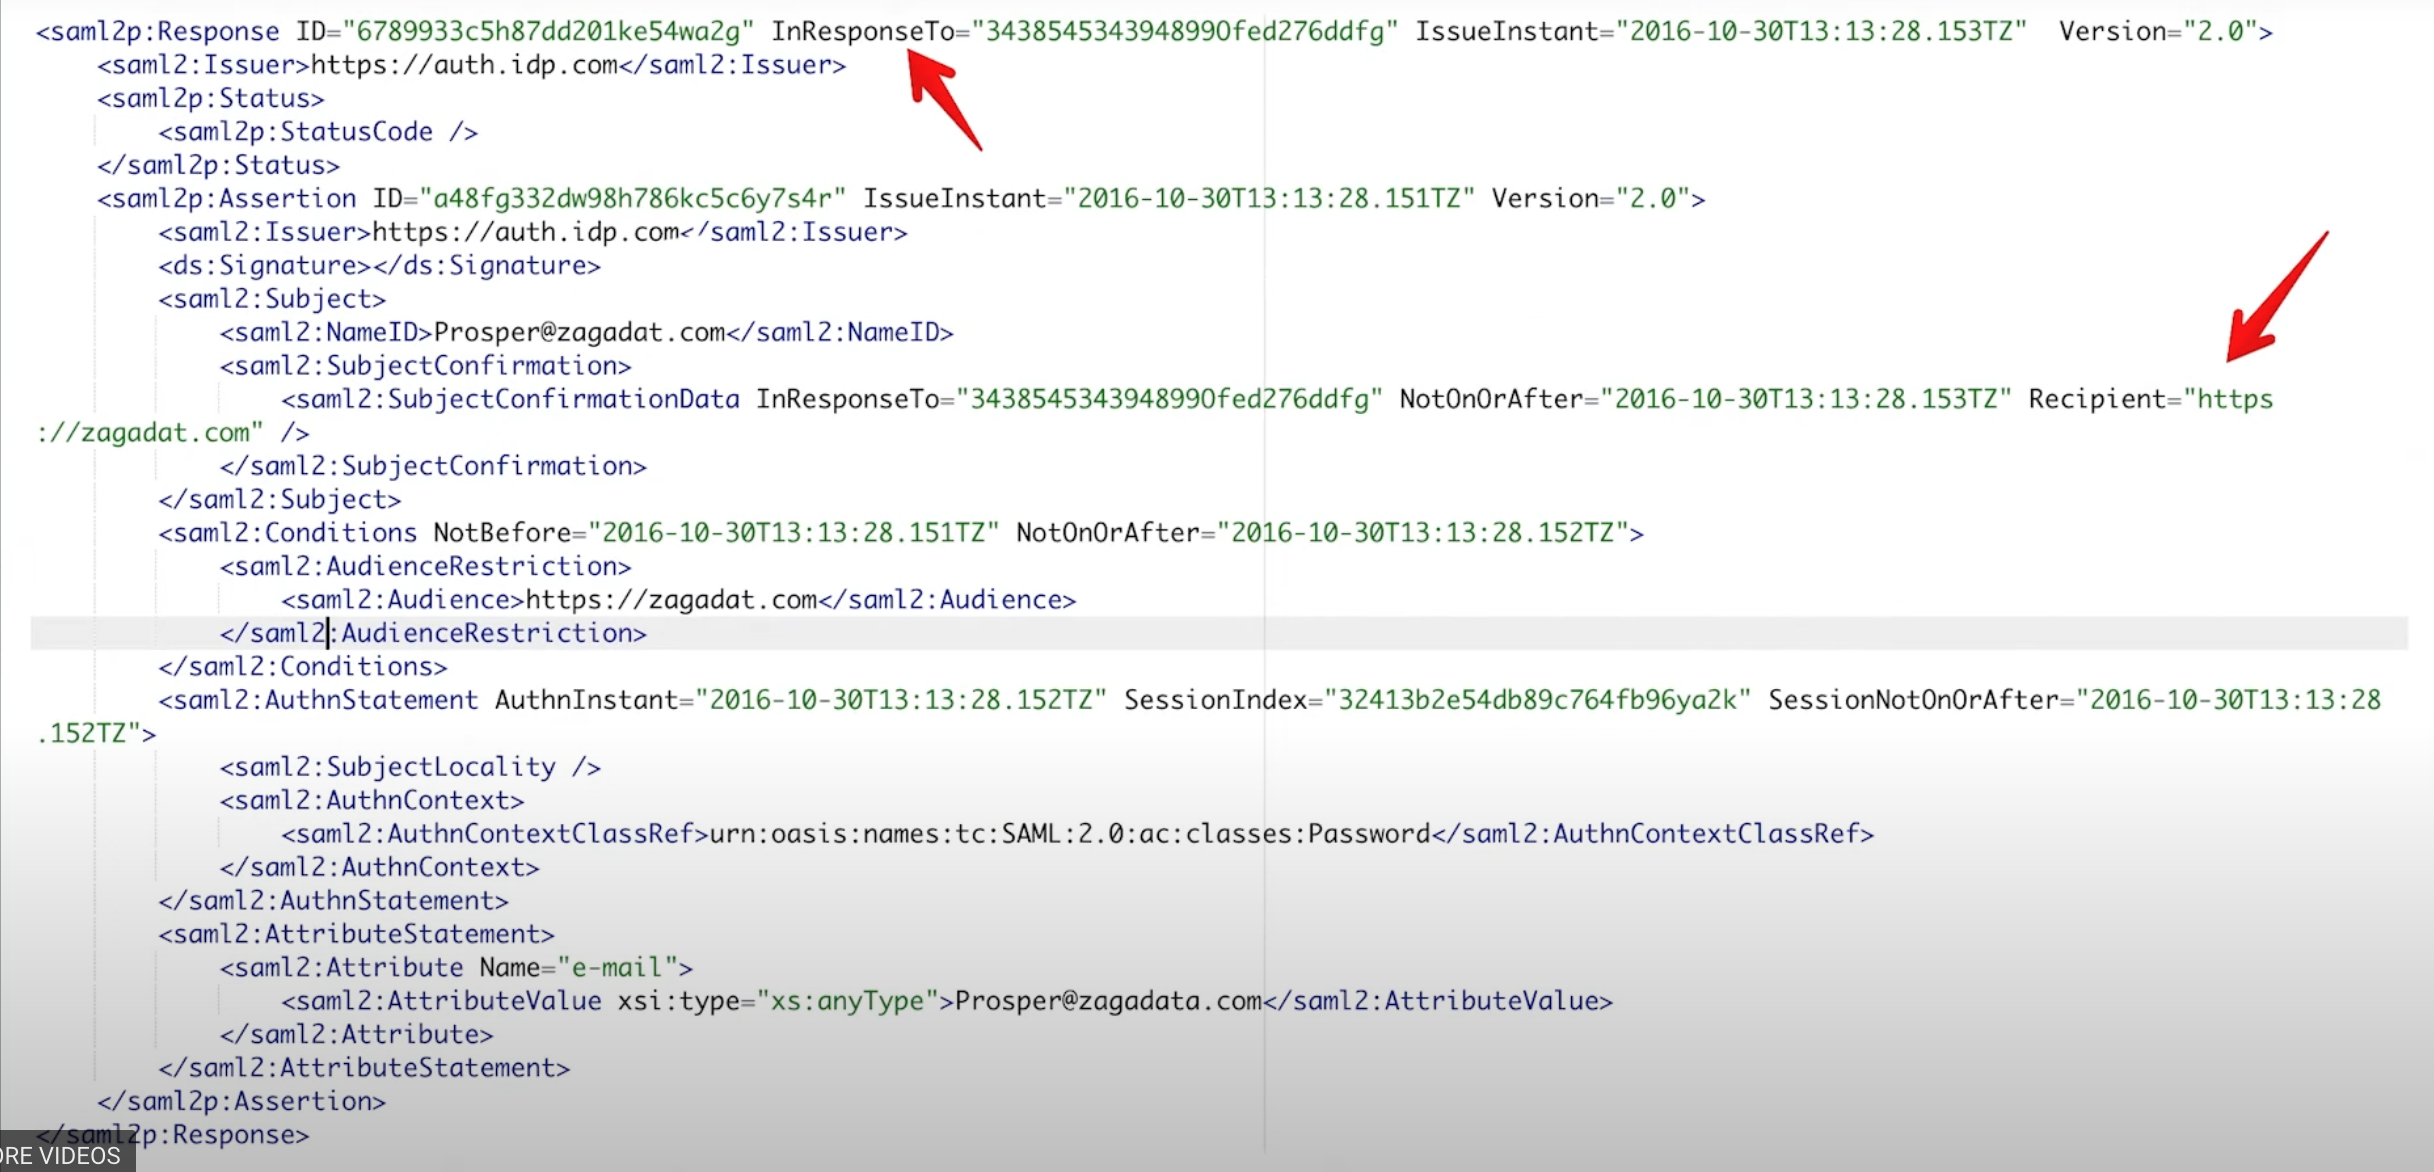 <saml2p:Response ID="6789933c5h87dd201ke54wa2g" InResponseTo="3438545343948990fed276ddfg" IssueInstant="2016-10-30T13:13:28.153TZ"  Version="2.0">
    <saml2:Issuer>https://auth.idp.com</saml2:Issuer>
    <saml2p:Status>
        <saml2p:StatusCode />
    </saml2p:Status>
    <saml2p:Assertion ID="a48fg332dw98h786kc5c6y7s4r" IssueInstant="2016-10-30T13:13:28.151TZ" Version="2.0">
        <saml2:Issuer>https://auth.idp.com</saml2:Issuer>
        <ds:Signature></ds:Signature>
        <saml2:Subject>
            <saml2:NameID>Prosper@zagadat.com</saml2:NameID>
            <saml2:SubjectConfirmation>
                <saml2:SubjectConfirmationData InResponseTo="3438545343948990fed276ddfg" NotOnOrAfter="2016-10-30T13:13:28.153TZ" Recipient="https
://zagadat.com" />
            </saml2:SubjectConfirmation>
        </saml2:Subject>
        <saml2:Conditions NotBefore="2016-10-30T13:13:28.151TZ" NotOnOrAfter="2016-10-30T13:13:28.152TZ">
            <saml2:AudienceRestriction>
                <saml2:Audience>https://zagadat.com</saml2:Audience>
            </saml2:AudienceRestriction>
        </saml2:Conditions>
        <saml2:AuthnStatement AuthnInstant="2016-10-30T13:13:28.152TZ" SessionIndex="32413b2e54db89c764fb96ya2k" SessionNotOnOrAfter="2016-10-30T13:13:28
.152TZ">
            <saml2:SubjectLocality />
            <saml2:AuthnContext>
                <saml2:AuthnContextClassRef>urn:oasis:names:tc:SAML:2.0:ac:classes:Password</saml2:AuthnContextClassRef>
            </saml2:AuthnContext>
        </saml2:AuthnStatement>
        <saml2:AttributeStatement>
            <saml2:Attribute Name="e-mail">
                <saml2:AttributeValue xsi:type="xs:anyType">Prosper@zagadata.com</saml2:AttributeValue>
            </saml2:Attribute>
        </saml2:AttributeStatement>
    </saml2p:Assertion>
</saml2p:Response>
ORE VIDEOS